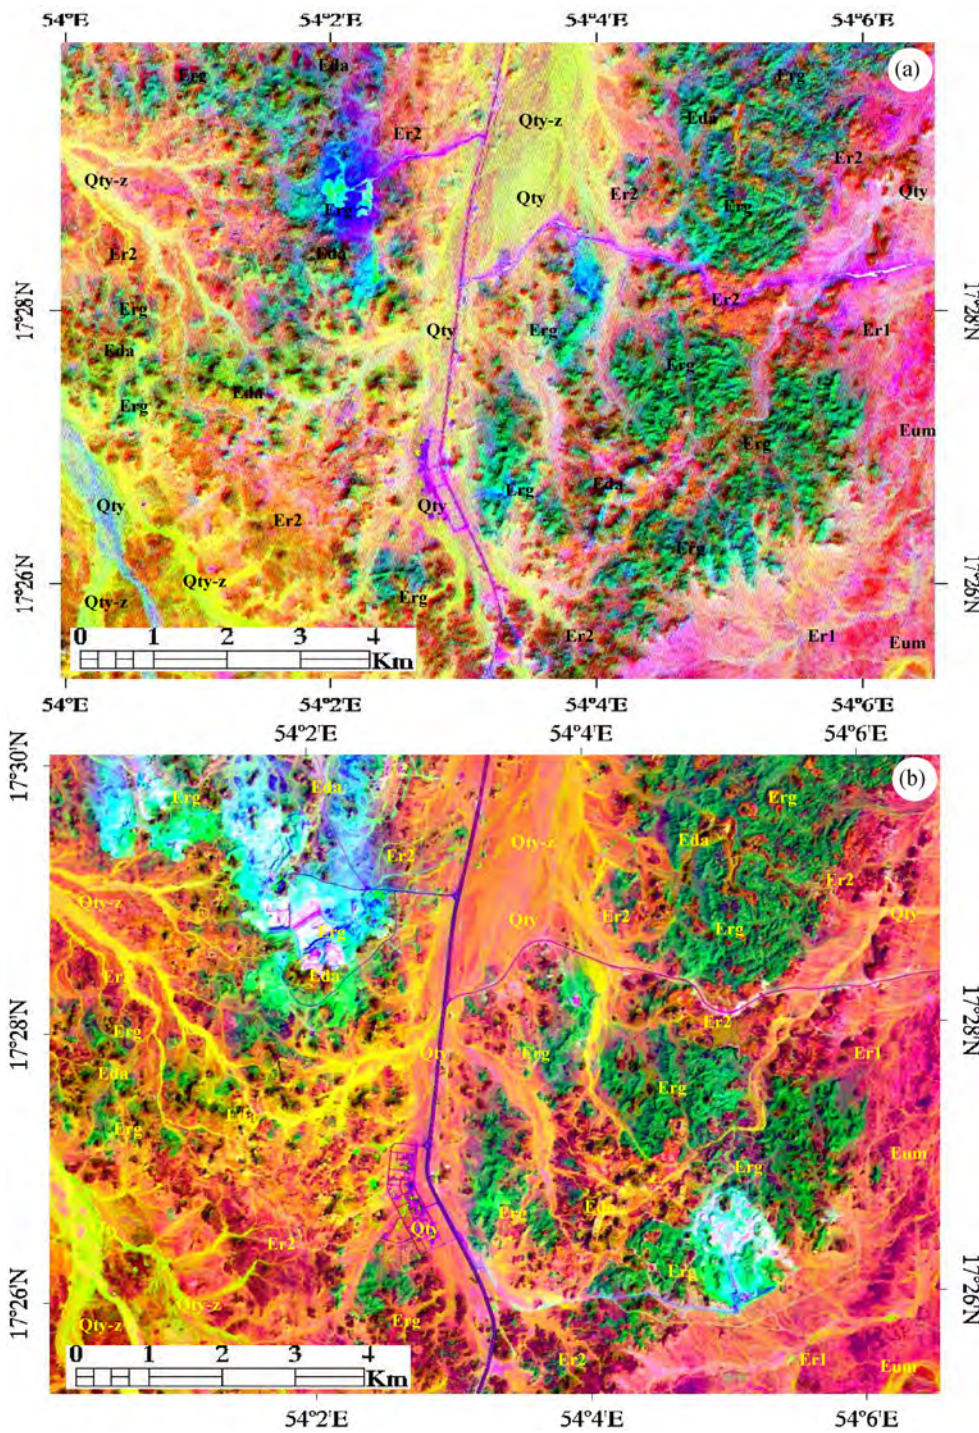 54°E 54°2'E 54°4'E 54°6'E
(a)
Erg Eda Erg
Qty-z
Eda
Er2
Er2
Qty-z Er2 Qty
Qty
Erg Erg
Er2 Eda
Er2
Erg
17°28'N 17°28'N
Qty Erg Er1
Eda
Erg
Eda
Erg
Eum
Erg
Erg Eda
Qty Qty
Er2
Erg
17°26'N Qty-z 17°26'N
Qty-z Erg
Er2 Er1 Eum
0 1 2 3 4
Km
54°E 54°2'E 54°4'E 54°6'E
54°2'E 54°4'E 54°6'E
17°30'N
(b)
Eda
Erg Erg
Qty-z Eda
Er2
Er2
Qty-z Qty Er2 Qty
Erg Erg
Eda
Er
Er2
17°28'N Erg 17°28'N
Qty Erg Er1
Eda
Erg
Eda
Erg
Eum
Erg
Eda
Erg
Qty
Er2
Erg
17°26'N Qty-z 17°26'N
Qty-z Erg
Er2 Er1
Eum
0 1 2 3 4
Km
54°2'E 54°4'E 54°6'E